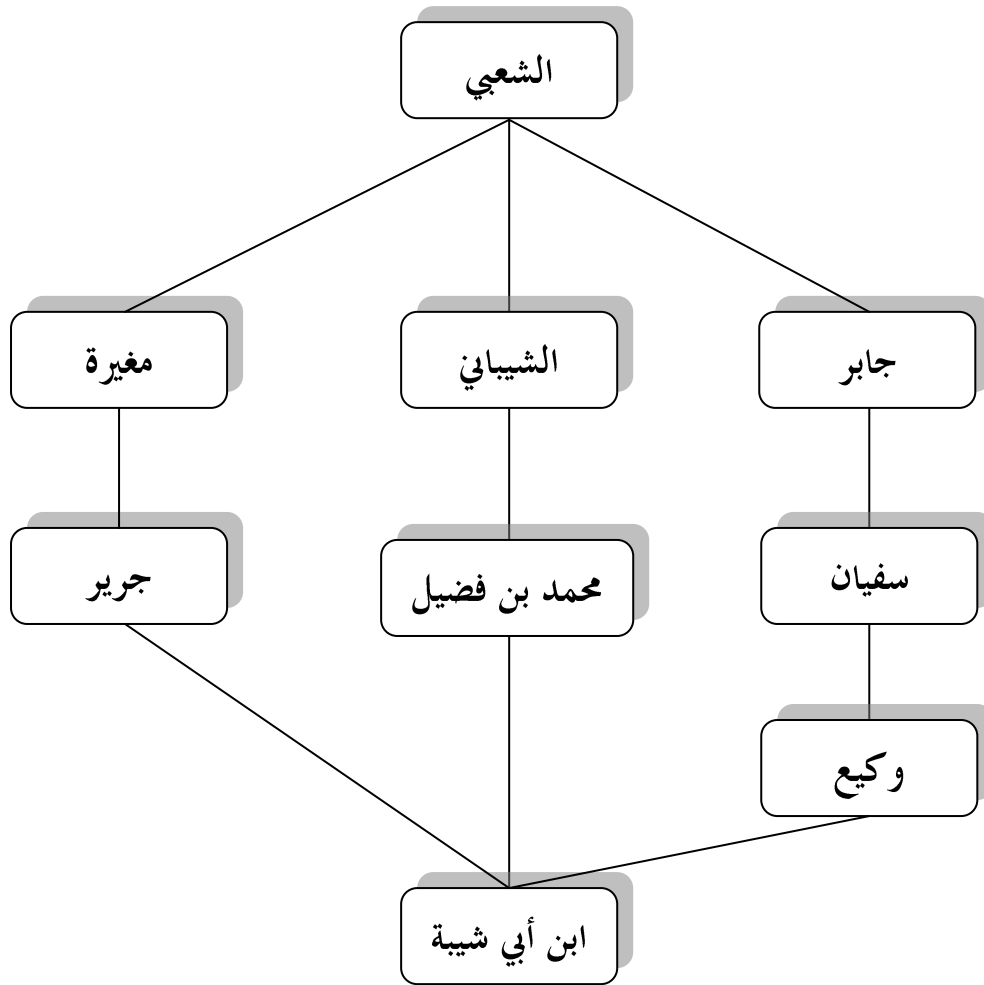 الشعبي
جابر
الشيباني
مغيرة
سفيان
محمد بن فضيل
جرير
وكيع
ابن أبي شيبة